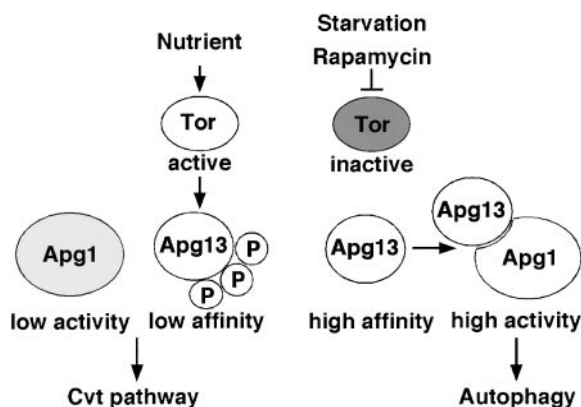 Nutrient
Tor
active
Apg1
Apg13
P
P
P
low activity
low affinity
Cvt pathway
Starvation
Rapamycin
Tor
inactive
Apg13
Apg13
Apg1
high affinity
high activity
Autophagy